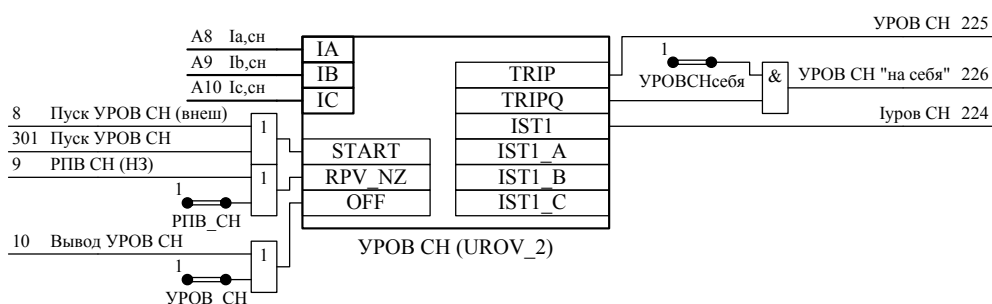 УРОВ СН 225
A8 Ia,сн
IA
A9 Ib,сн
IB
TRIP
1
УРОВСНсебя
&
УРОВ СН "на себя" 226
A10 Ic,сн
IC
TRIPQ
8 Пуск УРОВ СН (внеш)
1
IST1
Iуров СН 224
301 Пуск УРОВ СН
START
IST1_A
9 РПВ СН (НЗ)
1
RPV_NZ
IST1_B
1
РПВ_СН
OFF
IST1_C
10 Вывод УРОВ СН
1
УРОВ СН (UROV_2)
1
УРОВ_СН